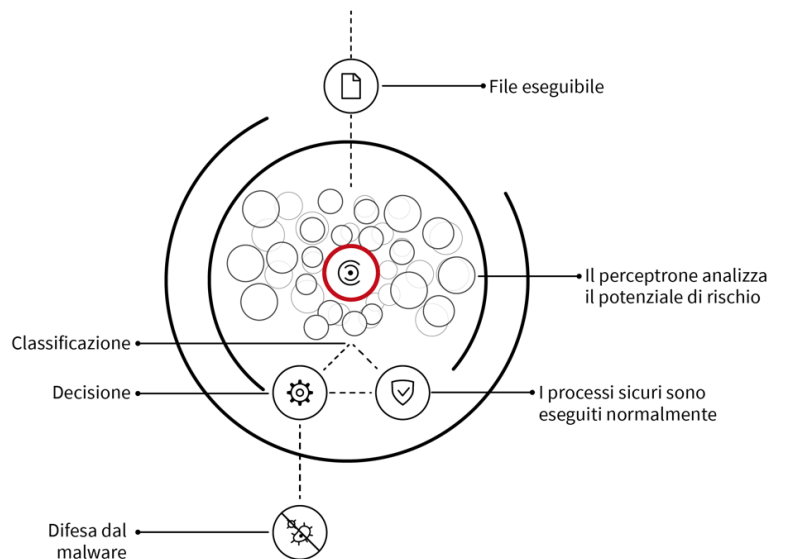 File eseguibile
Il perceptrone analizza
il potenziale di rischio
Classificazione
Decisione
I processi sicuri sono
eseguiti normalmente
Difesa dal
malware